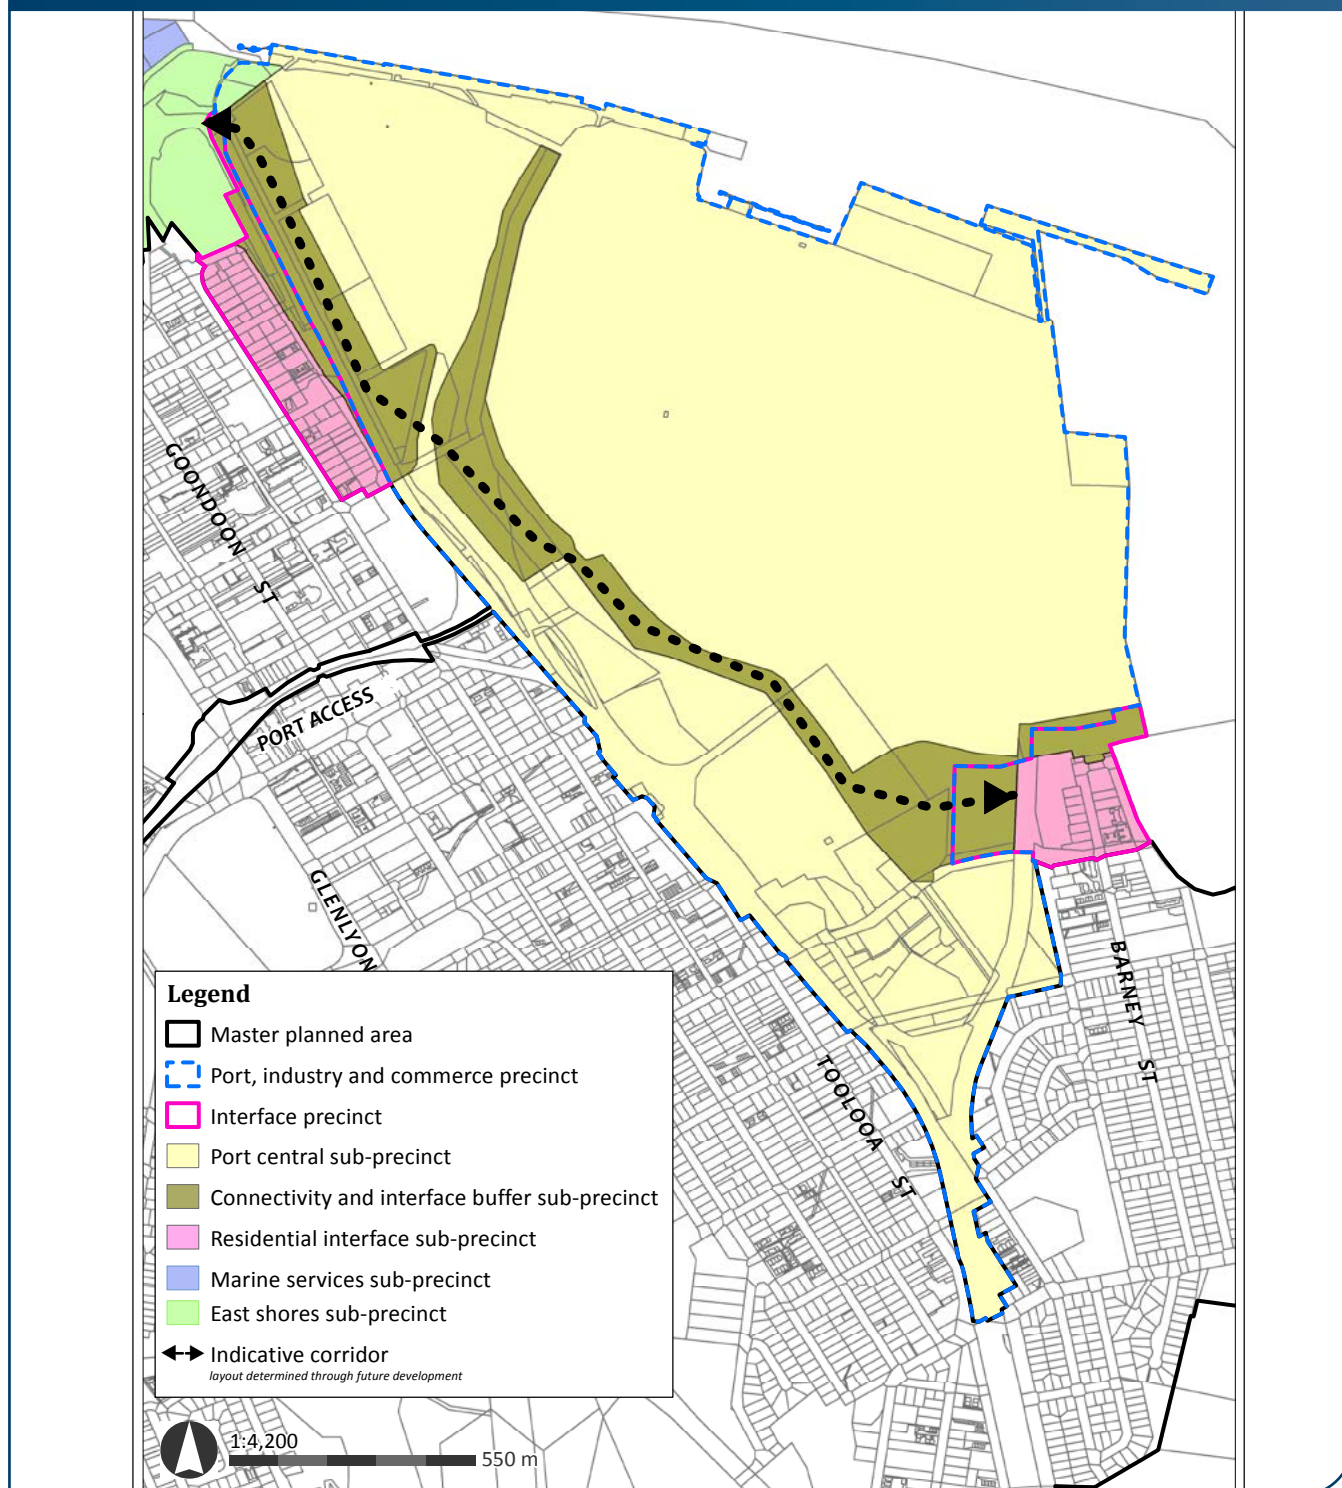 GOONDOON ST
PORT ACCESS
GLENLYON
BARNEY ST
TOOLOOA ST
Legend
Master planned area
Port, industry and commerce precinct
Interface precinct
Port central sub-precinct
Connectivity and interface buffer sub-precinct
Residential interface sub-precinct
Marine services sub-precinct
East shores sub-precinct
Indicative corridor
layout determined through future development
1:4,200
550 m